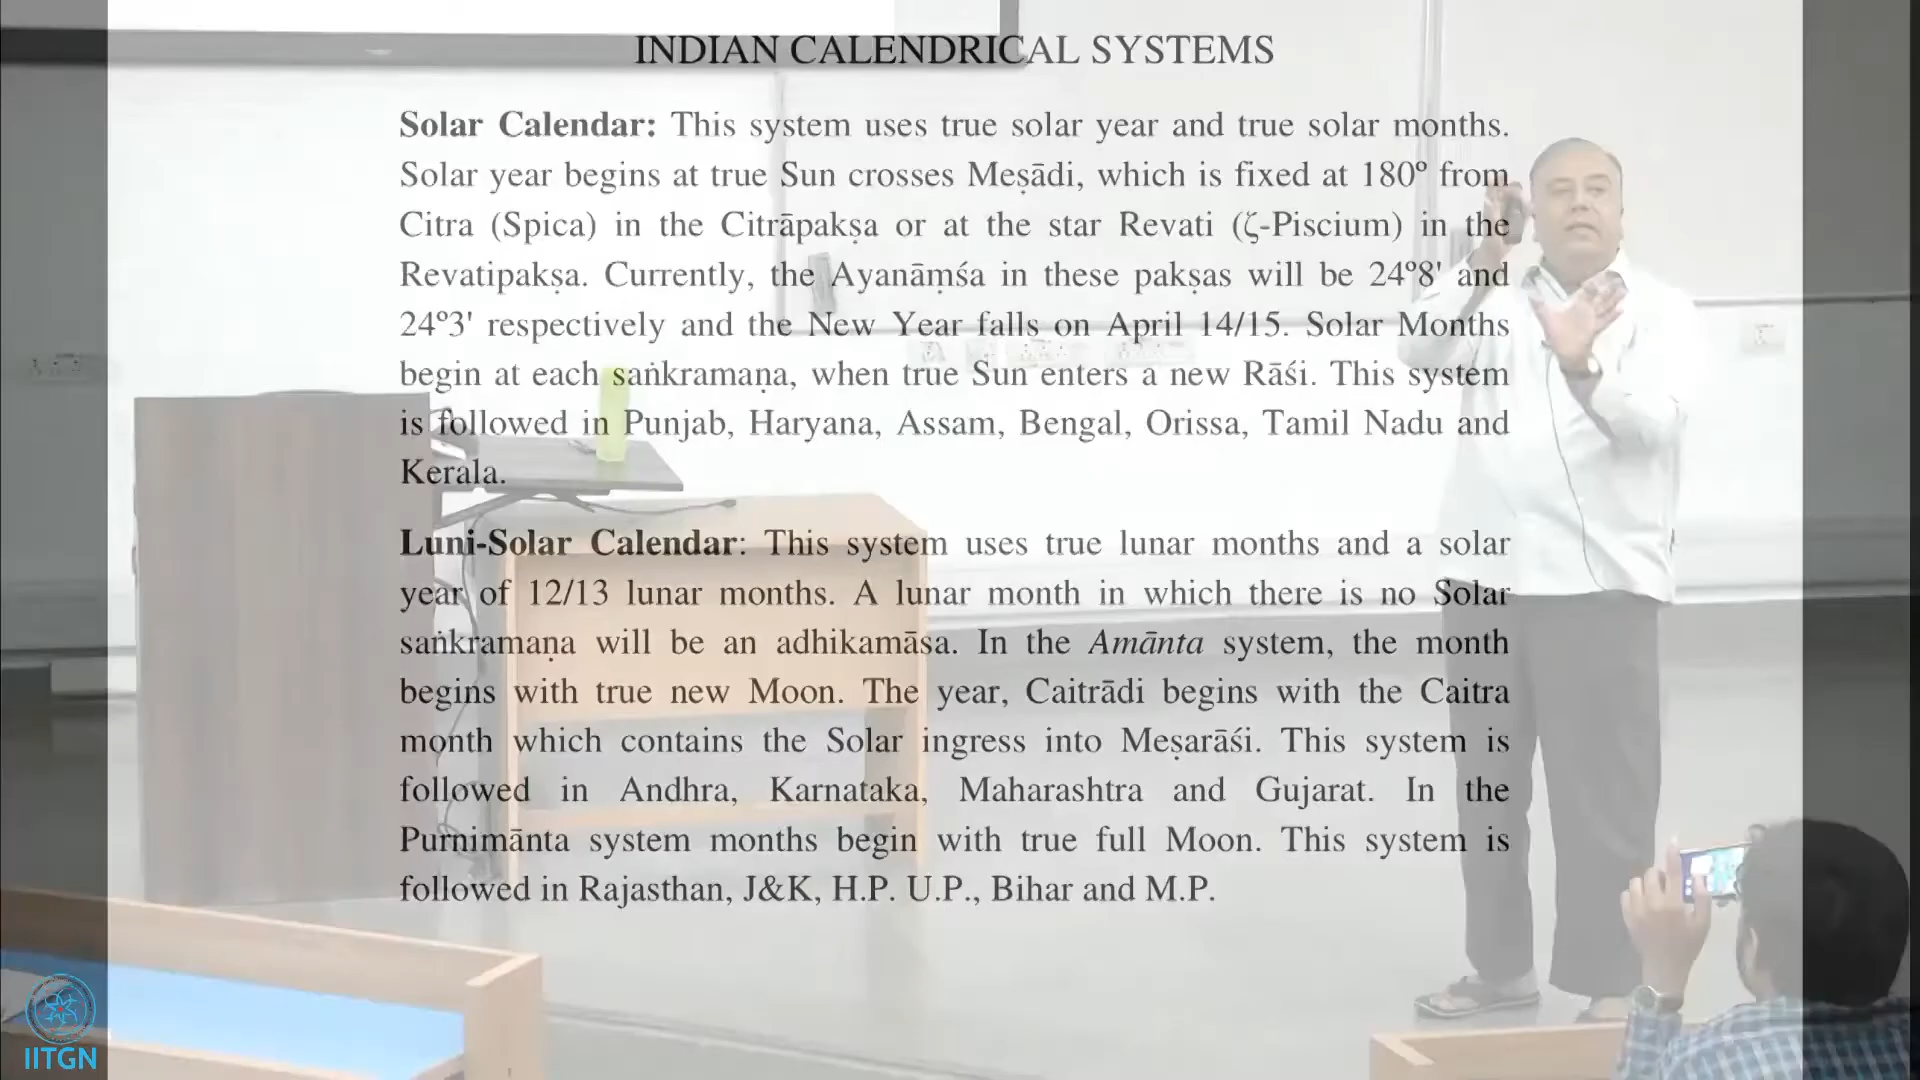 INDIAN CALENDRICAL SYSTEMS
Solar Calendar: This system uses true solar year and true solar months.
Solar year begins at true Sun crosses Meṣādi, which is fixed at 180º from
Citra (Spica) in the Citrāpakṣa or at the star Revati (ζ-Piscium) in the
Revatipakṣa. Currently, the Ayanāṃśa in these pakṣas will be 24º8' and
24º3' respectively and the New Year falls on April 14/15. Solar Months
begin at each saṅkramaṇa, when true Sun enters a new Rāśi. This system
is followed in Punjab, Haryana, Assam, Bengal, Orissa, Tamil Nadu and
Kerala.
Luni-Solar Calendar: This system uses true lunar months and a solar
year of 12/13 lunar months. A lunar month in which there is no Solar
saṅkramaṇa will be an adhikamāsa. In the Amānta system, the month
begins with true new Moon. The year, Caitrādi begins with the Caitra
month which contains the Solar ingress into Meṣarāśi. This system is
followed in Andhra, Karnataka, Maharashtra and Gujarat. In the
Purnimānta system months begin with true full Moon. This system is
followed in Rajasthan, J&K, H.P. U.P., Bihar and M.P.
IITGN